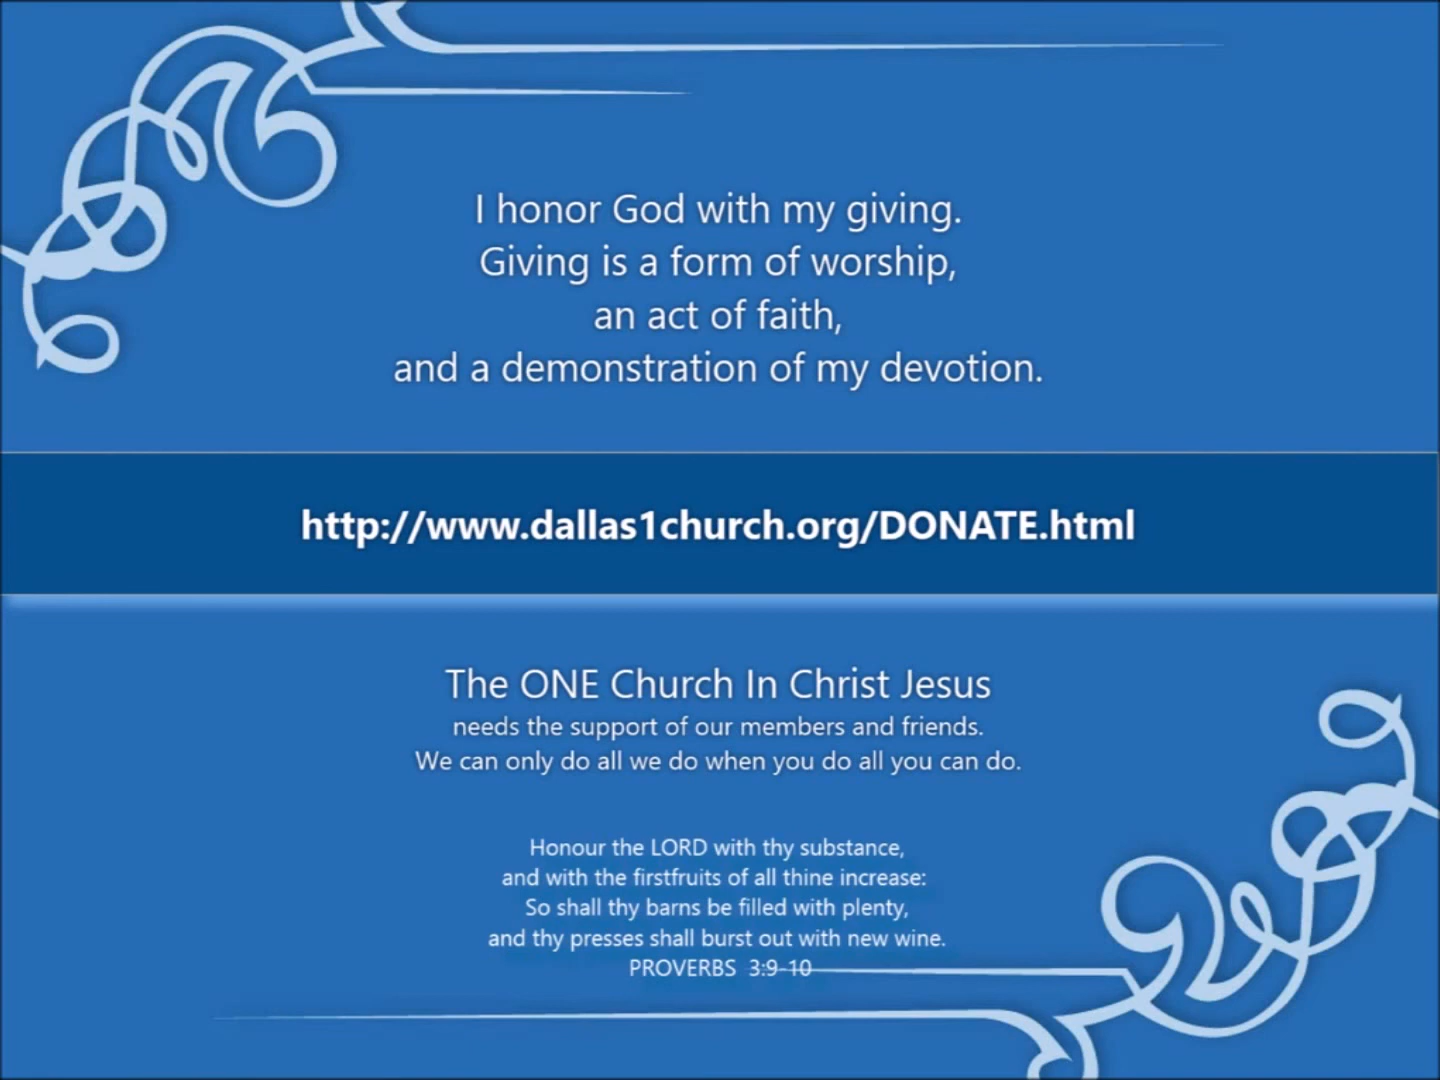 I honor God with my giving.
Giving is a form of worship,
an act of faith,
and a demonstration of my devotion.
http://www.dallas1church.org/DONATE.html
The ONE Church In Christ Jesus
needs the support of our members and friends.
We can only do all we do when you do all you can do.
Honour the LORD with thy substance,
and with the firstfruits of all thine increase:
So shall thy barns be filled with plenty,
and thy presses shall burst out with new wine.
PROVERBS  3:9-10